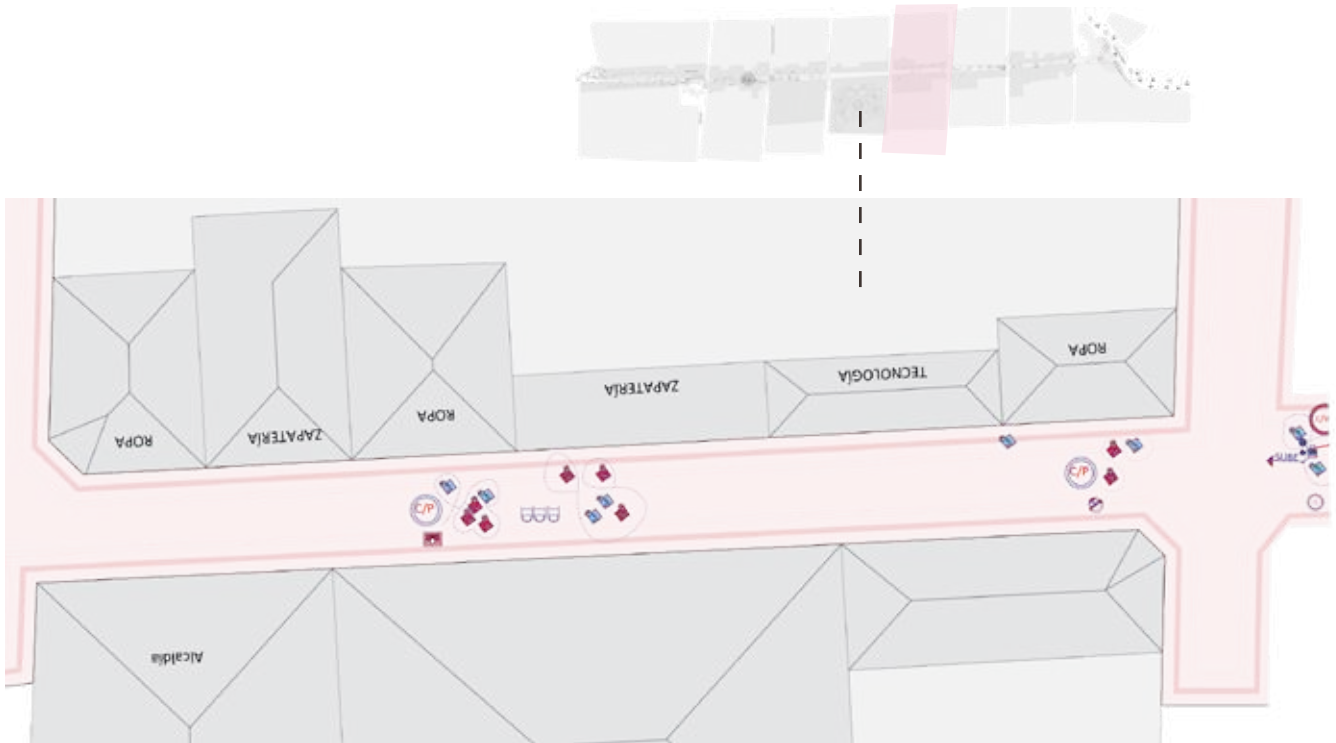 ROPA
TECNOLOGÍA
ZAPATERÍA
ROPA
ZAPATERÍA
ROPA
C/P
SUBE
C/P
Alcaldía